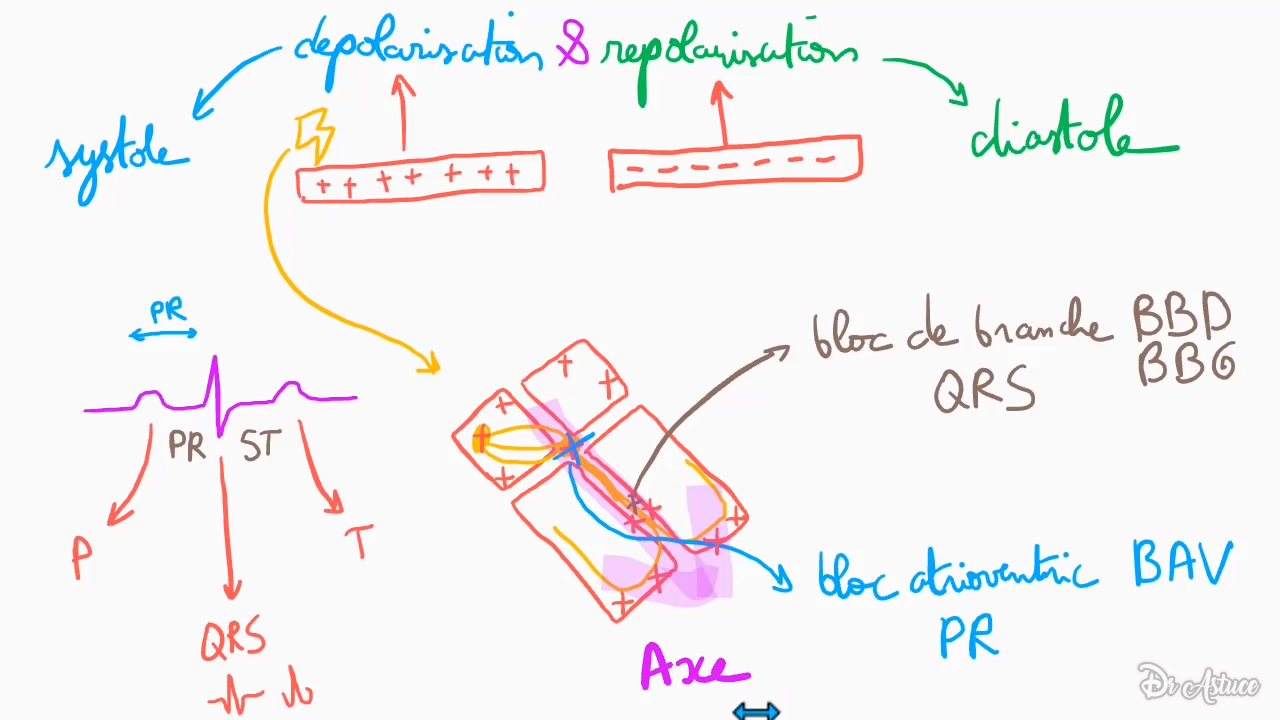 depolarisation & repolarisation
systole
diastole
+ + + + + + +
- - - - - - -
PR
bloc de branche BBD
BBG
QRS
PR ST
P
T
QRS
bloc atrioventric BAV
PR
Axe
Dr Astuce